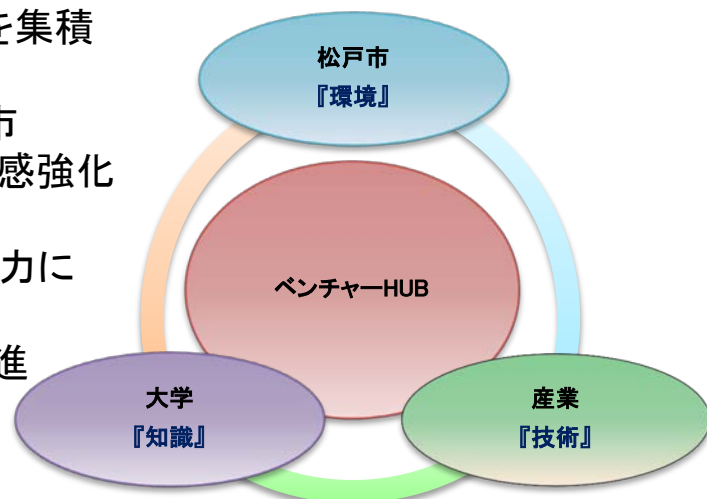 を集積
市
感強化
力に
進
松戸市
『環境』
ベンチャーHUB
大学
『知識』
産業
『技術』